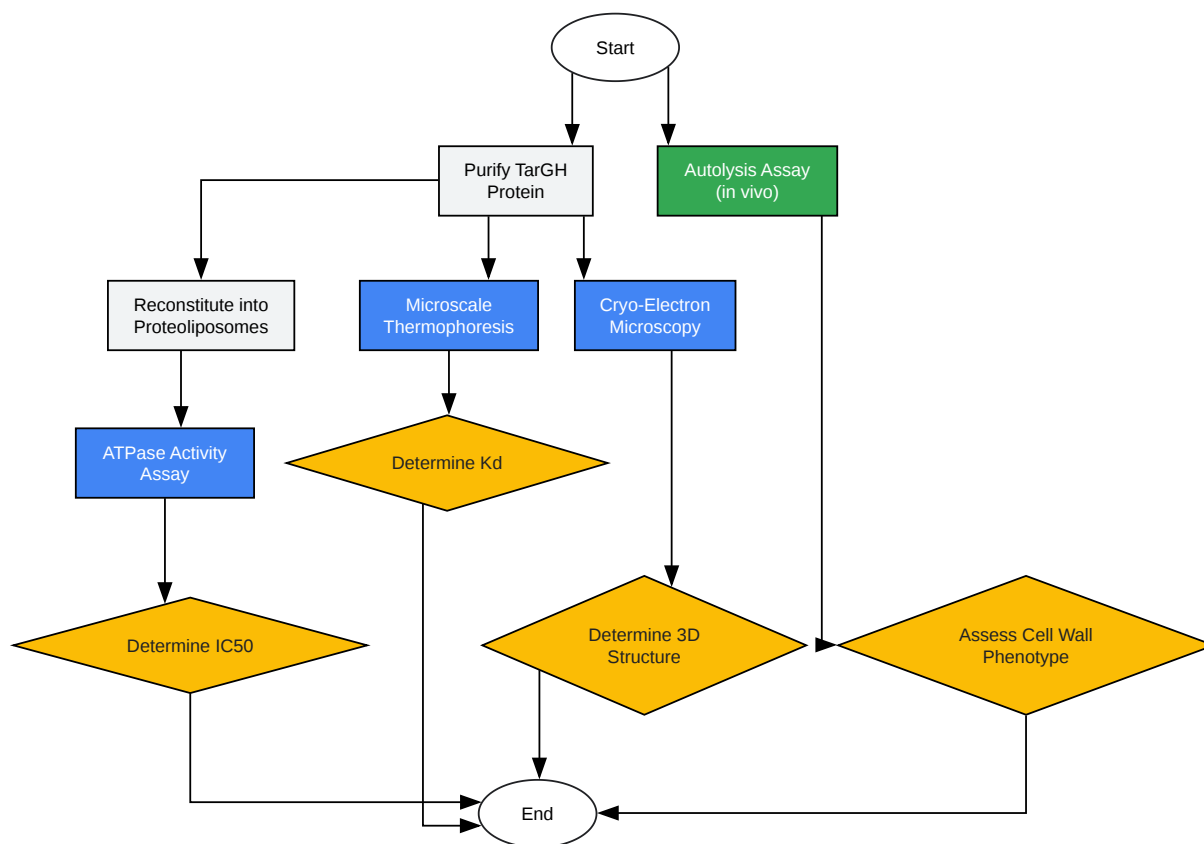 Start
Purify TarGH
Protein
Autolysis Assay
(in vivo)
Reconstitute into
Proteoliposomes
Microscale
Thermophoresis
Cryo-Electron
Microscopy
ATPase Activity
Assay
Determine Kd
Determine IC50
Determine 3D
Structure
Assess Cell Wall
Phenotype
End